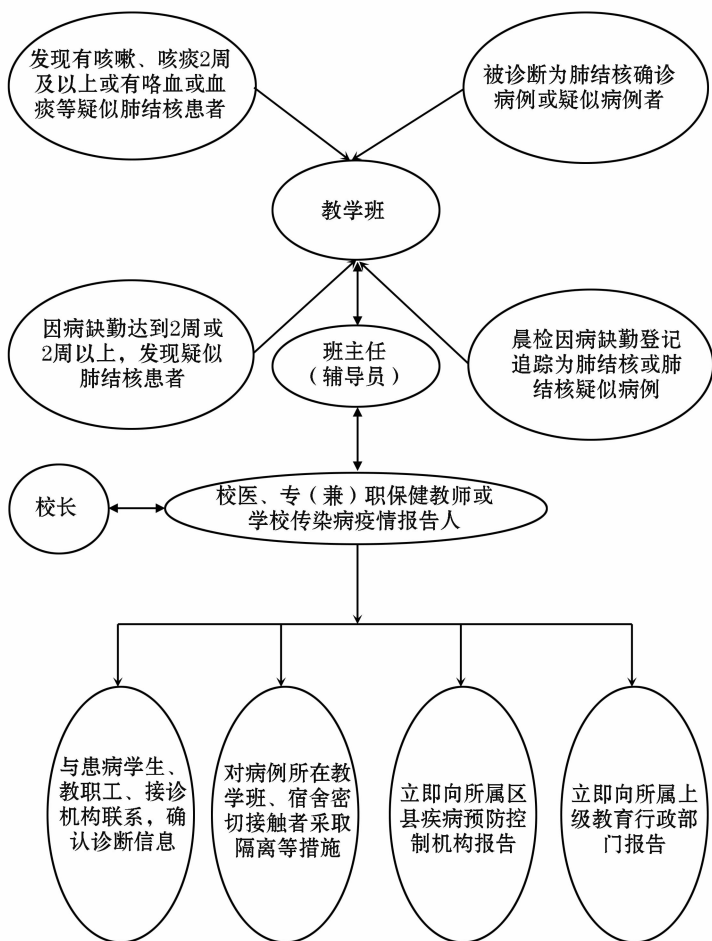 发现有咳嗽、咳痰2周
及以上或有咯血或血
痰等疑似肺结核患者
被诊断为肺结核确诊
病例或疑似病例者
教学班
因病缺勤达到2周或
2周以上，发现疑似
肺结核患者
班主任
（辅导员）
晨检因病缺勤登记
追踪为肺结核或肺
结核疑似病例
校长
校医、专（兼）职保健教师或
学校传染病疫情报告人
与患病学生、
教职工、接诊
机构联系，确
认诊断信息
对病例所在教
学班、宿舍密
切接触者采取
隔离等措施
立即向所属区
县疾病预防控
制机构报告
立即向所属上
级教育行政部
门报告